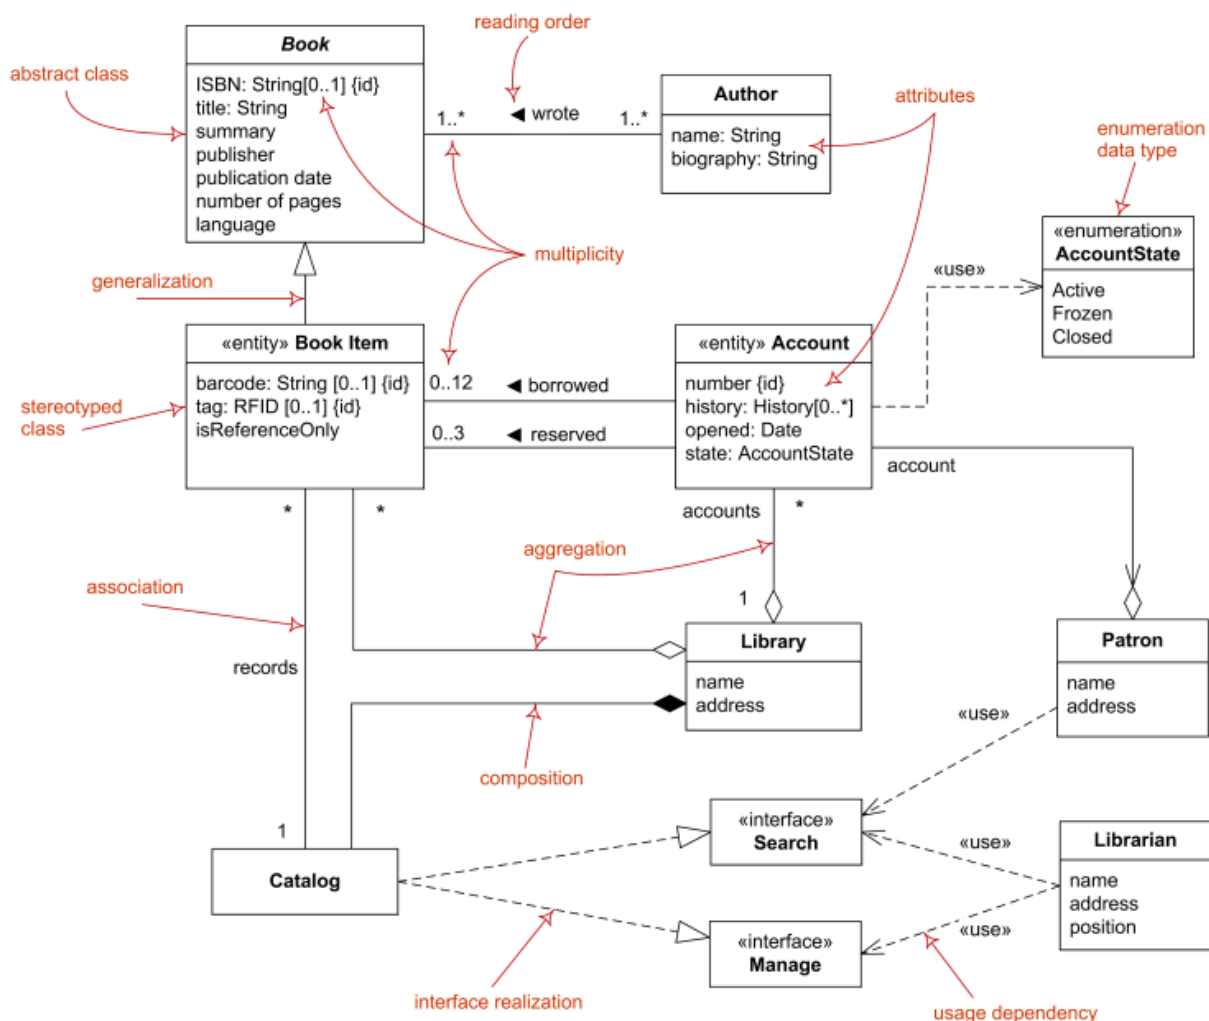 reading order
Book
abstract class
ISBN: String[0..1] {id}
title: String
summary
publisher
publication date
number of pages
language
1..*
◄ wrote
1..*
Author
name: String
biography: String
attributes
enumeration
data type
multiplicity
«enumeration»
AccountState
Active
Frozen
Closed
«use»
generalization
«entity» Book Item
barcode: String [0..1] {id}
tag: RFID [0..1] {id}
isReferenceOnly
stereotyped
class
0..12
◄ borrowed
0..3
◄ reserved
«entity» Account
number {id}
history: History[0..*]
opened: Date
state: AccountState
account
*
*
accounts
*
aggregation
association
1
records
Library
name
address
Patron
name
address
«use»
composition
1
Catalog
«interface»
Search
«use»
Librarian
name
address
position
«interface»
Manage
«use»
interface realization
usage dependency